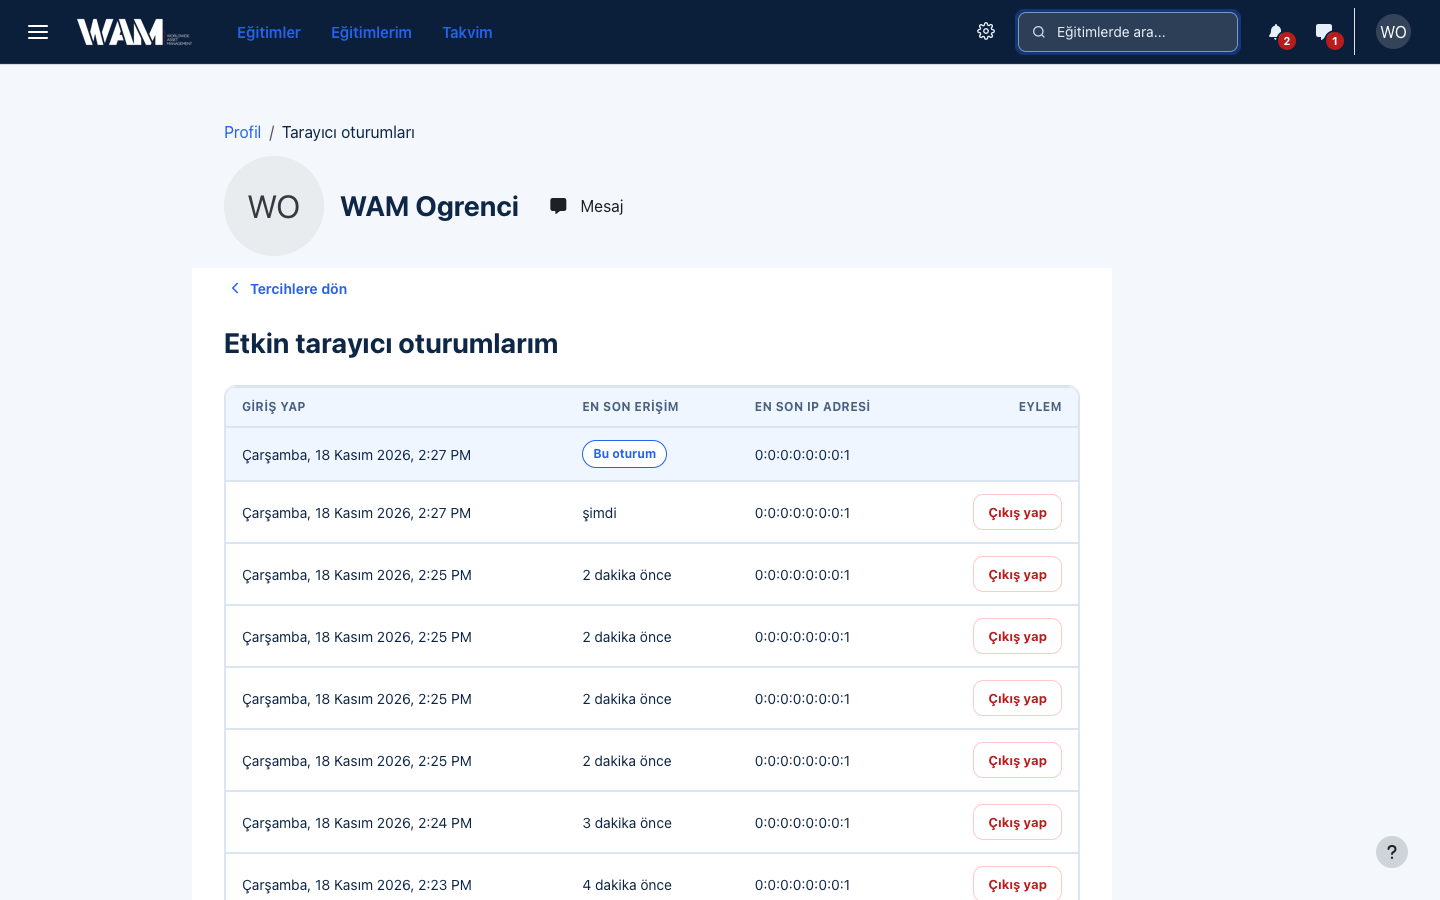 WAM WORLDWIDE ASSET MANAGEMENT
Eğitimler Eğitimlerim Takvim
Eğitimlerde ara...
2
1
WO
Profil / Tarayıcı oturumları
WO
WAM Ogrenci
Mesaj
Tercihlere dön
Etkin tarayıcı oturumlarım
GİRİŞ YAP EN SON ERİŞİM EN SON IP ADRESİ EYLEM
Çarşamba, 18 Kasım 2026, 2:27 PM Bu oturum 0:0:0:0:0:0:0:1
Çarşamba, 18 Kasım 2026, 2:27 PM şimdi 0:0:0:0:0:0:0:1 Çıkış yap
Çarşamba, 18 Kasım 2026, 2:25 PM 2 dakika önce 0:0:0:0:0:0:0:1 Çıkış yap
Çarşamba, 18 Kasım 2026, 2:25 PM 2 dakika önce 0:0:0:0:0:0:0:1 Çıkış yap
Çarşamba, 18 Kasım 2026, 2:25 PM 2 dakika önce 0:0:0:0:0:0:0:1 Çıkış yap
Çarşamba, 18 Kasım 2026, 2:25 PM 2 dakika önce 0:0:0:0:0:0:0:1 Çıkış yap
Çarşamba, 18 Kasım 2026, 2:24 PM 3 dakika önce 0:0:0:0:0:0:0:1 Çıkış yap
Çarşamba, 18 Kasım 2026, 2:23 PM 4 dakika önce 0:0:0:0:0:0:0:1 Çıkış yap
?